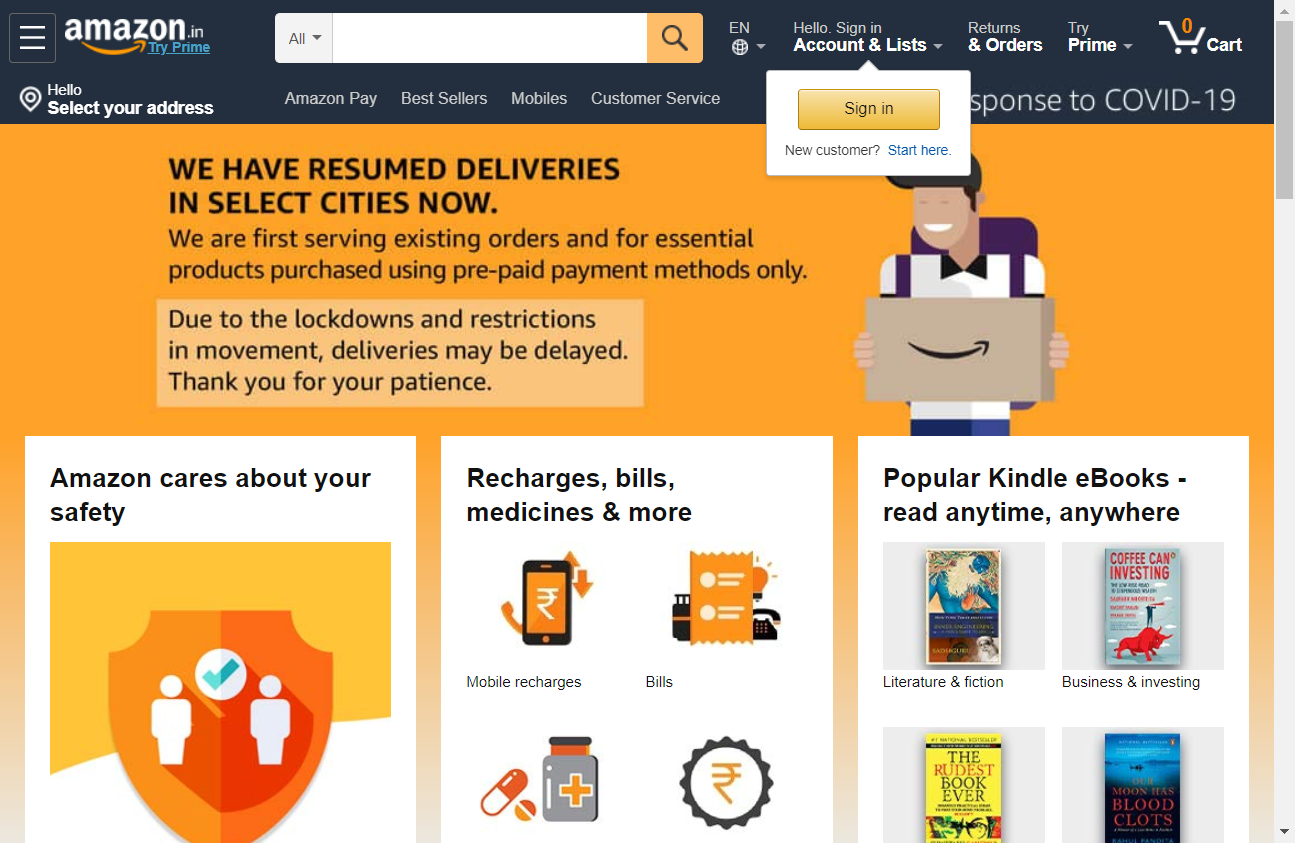 amazon.in
Try Prime
All
EN
Hello. Sign in
Account & Lists
Returns
& Orders
Try
Prime
0
Cart
Hello
Select your address
Amazon Pay
Best Sellers
Mobiles
Customer Service
sponse to COVID-19
Sign in
New customer? Start here.
WE HAVE RESUMED DELIVERIES
IN SELECT CITIES NOW.
We are first serving existing orders and for essential
products purchased using pre-paid payment methods only.
Due to the lockdowns and restrictions
in movement, deliveries may be delayed.
Thank you for your patience.
Amazon cares about your
safety
Recharges, bills,
medicines & more
₹
Mobile recharges
Bills
₹
Popular Kindle eBooks -
read anytime, anywhere
INNER ENGINEERING
SADHGURU
Literature & fiction
COFFEE CAN
INVESTING
Business & investing
THE
RUDEST
BOOK
EVER
OUR
MOON HAS
BLOOD
CLOTS
RAHUL PANDITA